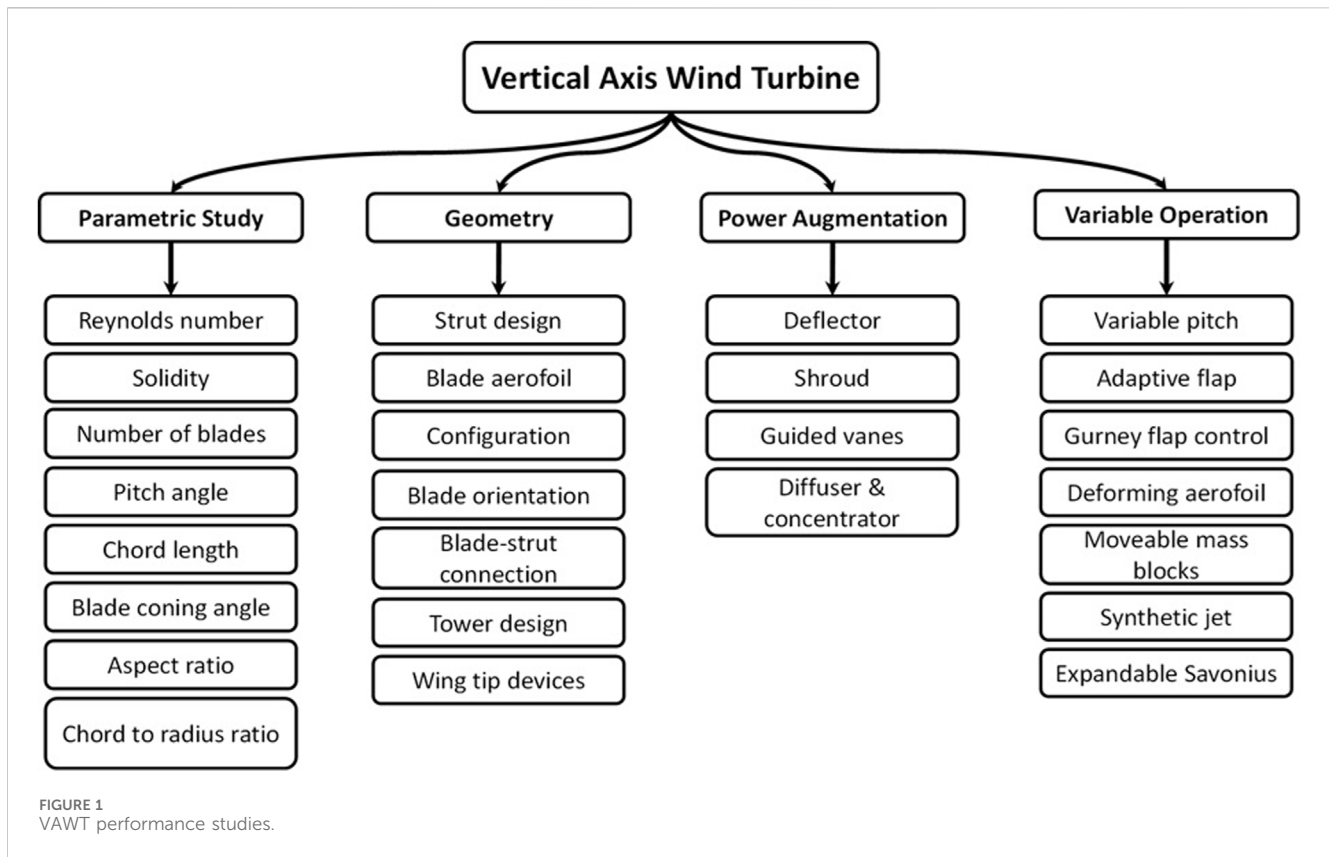 Vertical Axis Wind Turbine
Parametric Study
Reynolds number
Solidity
Number of blades
Pitch angle
Chord length
Blade coning angle
Aspect ratio
Chord to radius ratio
Geometry
Strut design
Blade aerofoil
Configuration
Blade orientation
Blade-strut
connection
Tower design
Wing tip devices
Power Augmentation
Deflector
Shroud
Guided vanes
Diffuser &
concentrator
Variable Operation
Variable pitch
Adaptive flap
Gurney flap control
Deforming aerofoil
Moveable mass
blocks
Synthetic jet
Expandable Savonius
FIGURE 1
VAWT performance studies.